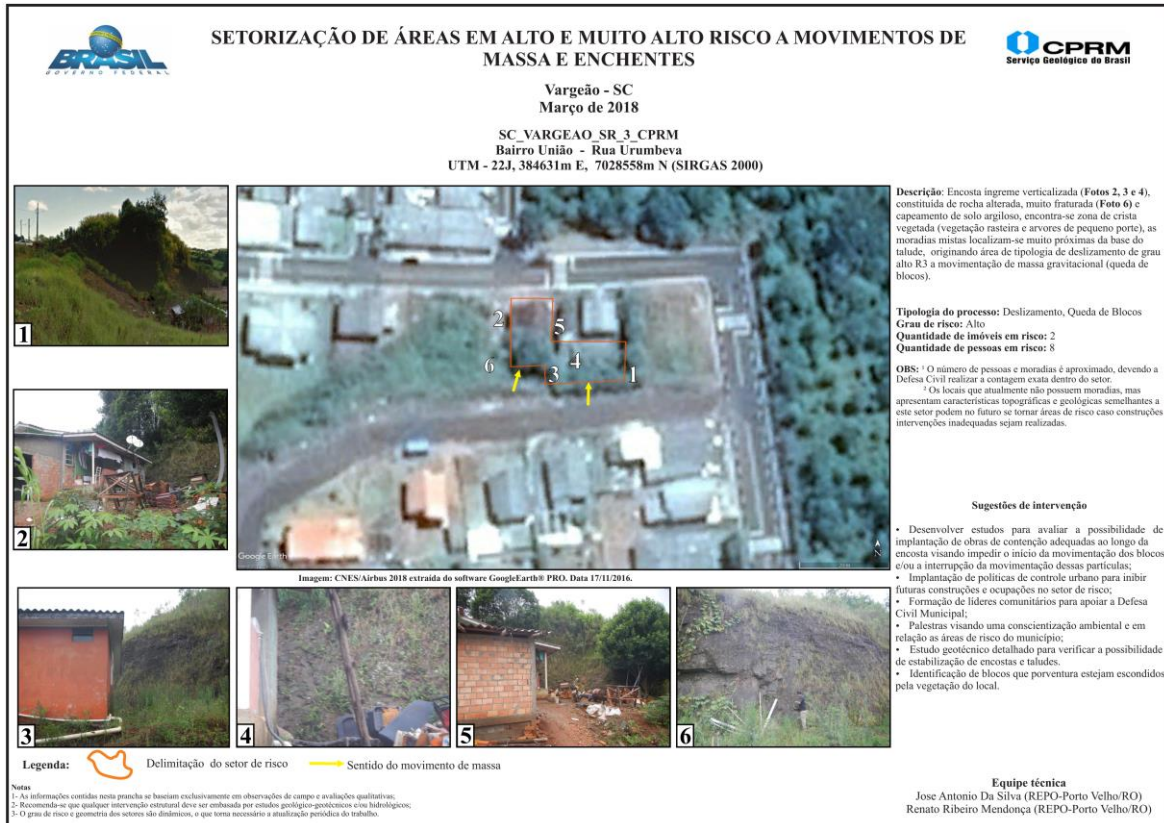 BRASIL
GOVERNO FEDERAL
SETORIZAÇÃO DE ÁREAS EM ALTO E MUITO ALTO RISCO A MOVIMENTOS DE
MASSA E ENCHENTES
CPRM
Serviço Geológico do Brasil
Vargeão - SC
Março de 2018
SC_VARGEAO_SR_3_CPRM
Bairro União - Rua Urumbeva
UTM - 22J, 384631m E, 7028558m N (SIRGAS 2000)
1
2
2
5
4
6
3
1
Google Earth
N
Imagem: CNES/Airbus 2018 extraída do software GoogleEarth® PRO. Data 17/11/2016.
Descrição: Encosta íngreme verticalizada (Fotos 2, 3 e 4),
constituída de rocha alterada, muito fraturada (Foto 6) e
capeamento de solo argiloso, encontra-se zona de crista
vegetada (vegetação rasteira e arvores de pequeno porte), as
moradias mistas localizam-se muito próximas da base do
talude, originando área de tipologia de deslizamento de grau
alto R3 a movimentação de massa gravitacional (queda de
blocos).
Tipologia do processo: Deslizamento, Queda de Blocos
Grau de risco: Alto
Quantidade de imóveis em risco: 2
Quantidade de pessoas em risco: 8
OBS: ¹ O número de pessoas e moradias é aproximado, devendo a
Defesa Civil realizar a contagem exata dentro do setor.
² Os locais que atualmente não possuem moradias, mas
apresentam características topográficas e geológicas semelhantes a
este setor podem no futuro se tornar áreas de risco caso construções
intervenções inadequadas sejam realizadas.
Sugestões de intervenção
• Desenvolver estudos para avaliar a possibilidade de
implantação de obras de contenção adequadas ao longo da
encosta visando impedir o início da movimentação dos blocos
e/ou a interrupção da movimentação dessas partículas;
• Implantação de políticas de controle urbano para inibir
futuras construções e ocupações no setor de risco;
• Formação de líderes comunitários para apoiar a Defesa
Civil Municipal;
• Palestras visando uma conscientização ambiental e em
relação as áreas de risco do município;
• Estudo geotécnico detalhado para verificar a possibilidade
de estabilização de encostas e taludes.
• Identificação de blocos que porventura estejam escondidos
pela vegetação do local.
3
4
5
6
Legenda:
Delimitação do setor de risco
Sentido do movimento de massa
Notas
1- As informações contidas nesta prancha se baseiam exclusivamente em observações de campo e avaliações qualitativas;
2- Recomenda-se que qualquer intervenção estrutural deve ser embasada por estudos geológico-geotécnicos e/ou hidrológicos;
3- O grau de risco e geometria dos setores são dinâmicos, o que torna necessário a atualização periódica do trabalho.
Equipe técnica
Jose Antonio Da Silva (REPO-Porto Velho/RO)
Renato Ribeiro Mendonça (REPO-Porto Velho/RO)